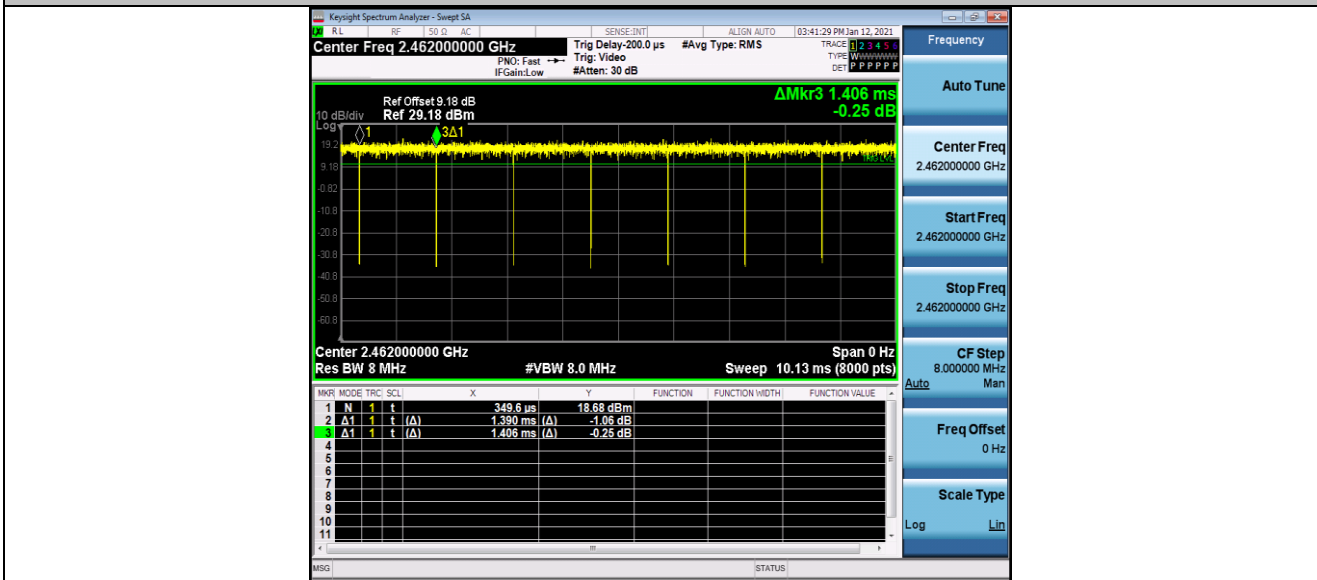 Keysight Spectrum Analyzer - Swept SA
RL RF 50 Ω AC SENSE:INT ALIGN AUTO 03:41:29 PM Jan 12, 2021
Center Freq 2.462000000 GHz
PNO: Fast
IFGain:Low
Trig Delay-200.0 µs
Trig: Video
#Atten: 30 dB
#Avg Type: RMS
TRACE 1 2 3 4 5 6
TYPE WWWWWW
DET P P P P P P
ΔMkr3 1.406 ms
-0.25 dB
Ref Offset 9.18 dB
10 dB/div Ref 29.18 dBm
Log
1 3Δ1
19.2
9.18
-0.82
-10.8
-20.8
-30.8
-40.8
-50.8
-60.8
Center 2.462000000 GHz Span 0 Hz
Res BW 8 MHz #VBW 8.0 MHz Sweep 10.13 ms (8000 pts)
MKR MODE TRC SCL X Y FUNCTION FUNCTION WIDTH FUNCTION VALUE
1 N 1 t 349.6 µs 18.68 dBm
2 Δ1 1 t (Δ) 1.390 ms (Δ) -1.06 dB
3 Δ1 1 t (Δ) 1.406 ms (Δ) -0.25 dB
4
5
6
7
8
9
10
11
MSG STATUS
Frequency
Auto Tune
Center Freq
2.462000000 GHz
Start Freq
2.462000000 GHz
Stop Freq
2.462000000 GHz
CF Step
8.000000 MHz
Auto Man
Freq Offset
0 Hz
Scale Type
Log Lin